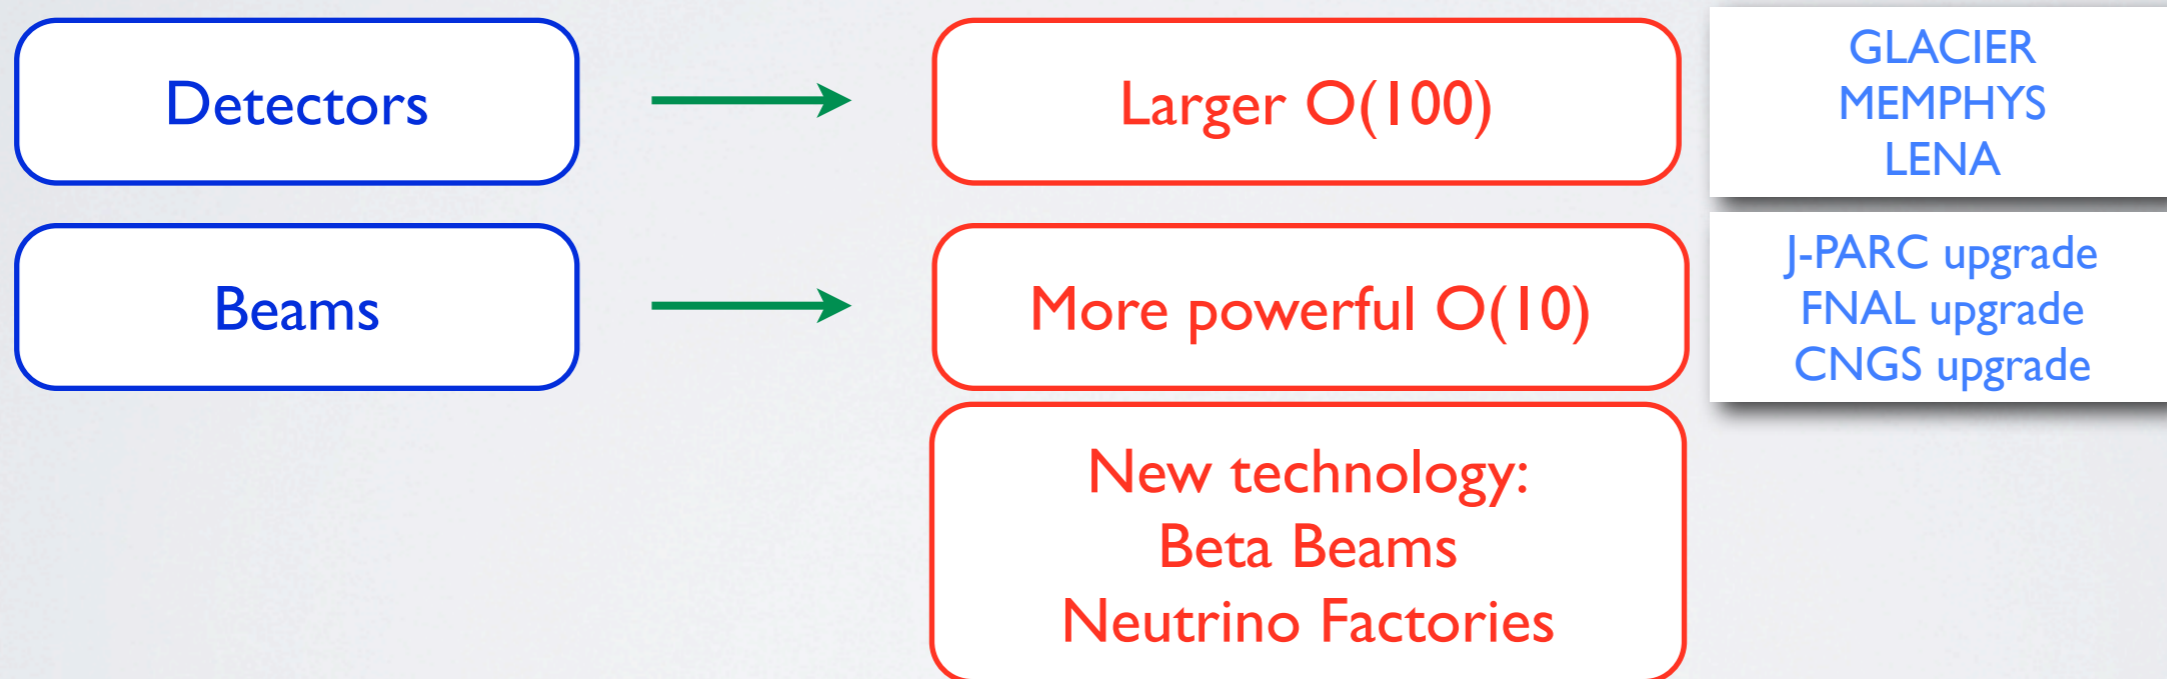 Detectors
Larger O(100)
GLACIER
MEMPHYS
LENA
Beams
More powerful O(10)
J-PARC upgrade
FNAL upgrade
CNGS upgrade
New technology:
Beta Beams
Neutrino Factories